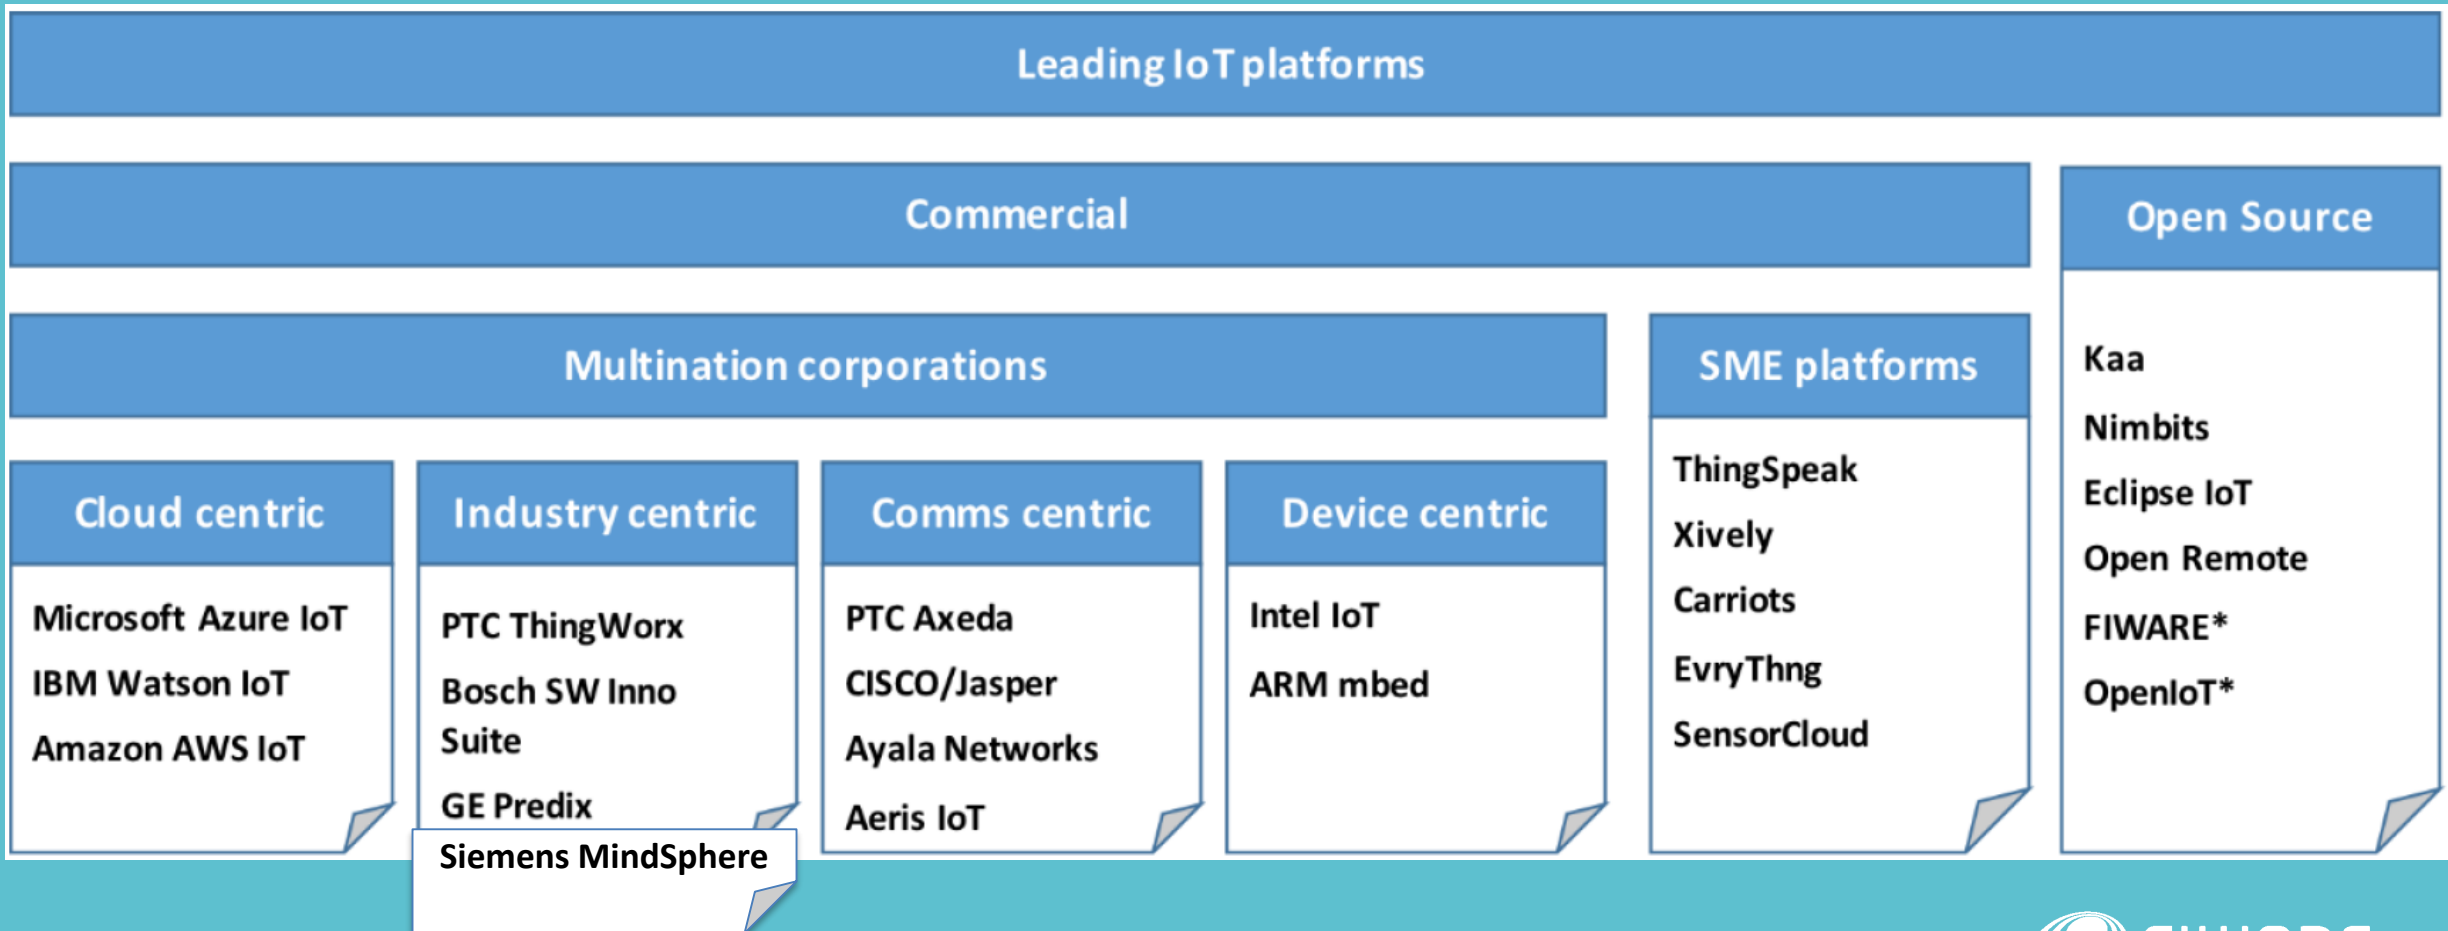 Leading IoT platforms
Commercial
Open Source
Multination corporations
SME platforms
Cloud centric
Industry centric
Comms centric
Device centric
Microsoft Azure IoT
IBM Watson IoT
Amazon AWS IoT
PTC ThingWorx
Bosch SW Inno
Suite
GE Predix
Siemens MindSphere
PTC Axeda
CISCO/Jasper
Ayala Networks
Aeris IoT
Intel IoT
ARM mbed
ThingSpeak
Xively
Carriots
EvryThng
SensorCloud
Kaa
Nimbits
Eclipse IoT
Open Remote
FIWARE*
OpenIoT*